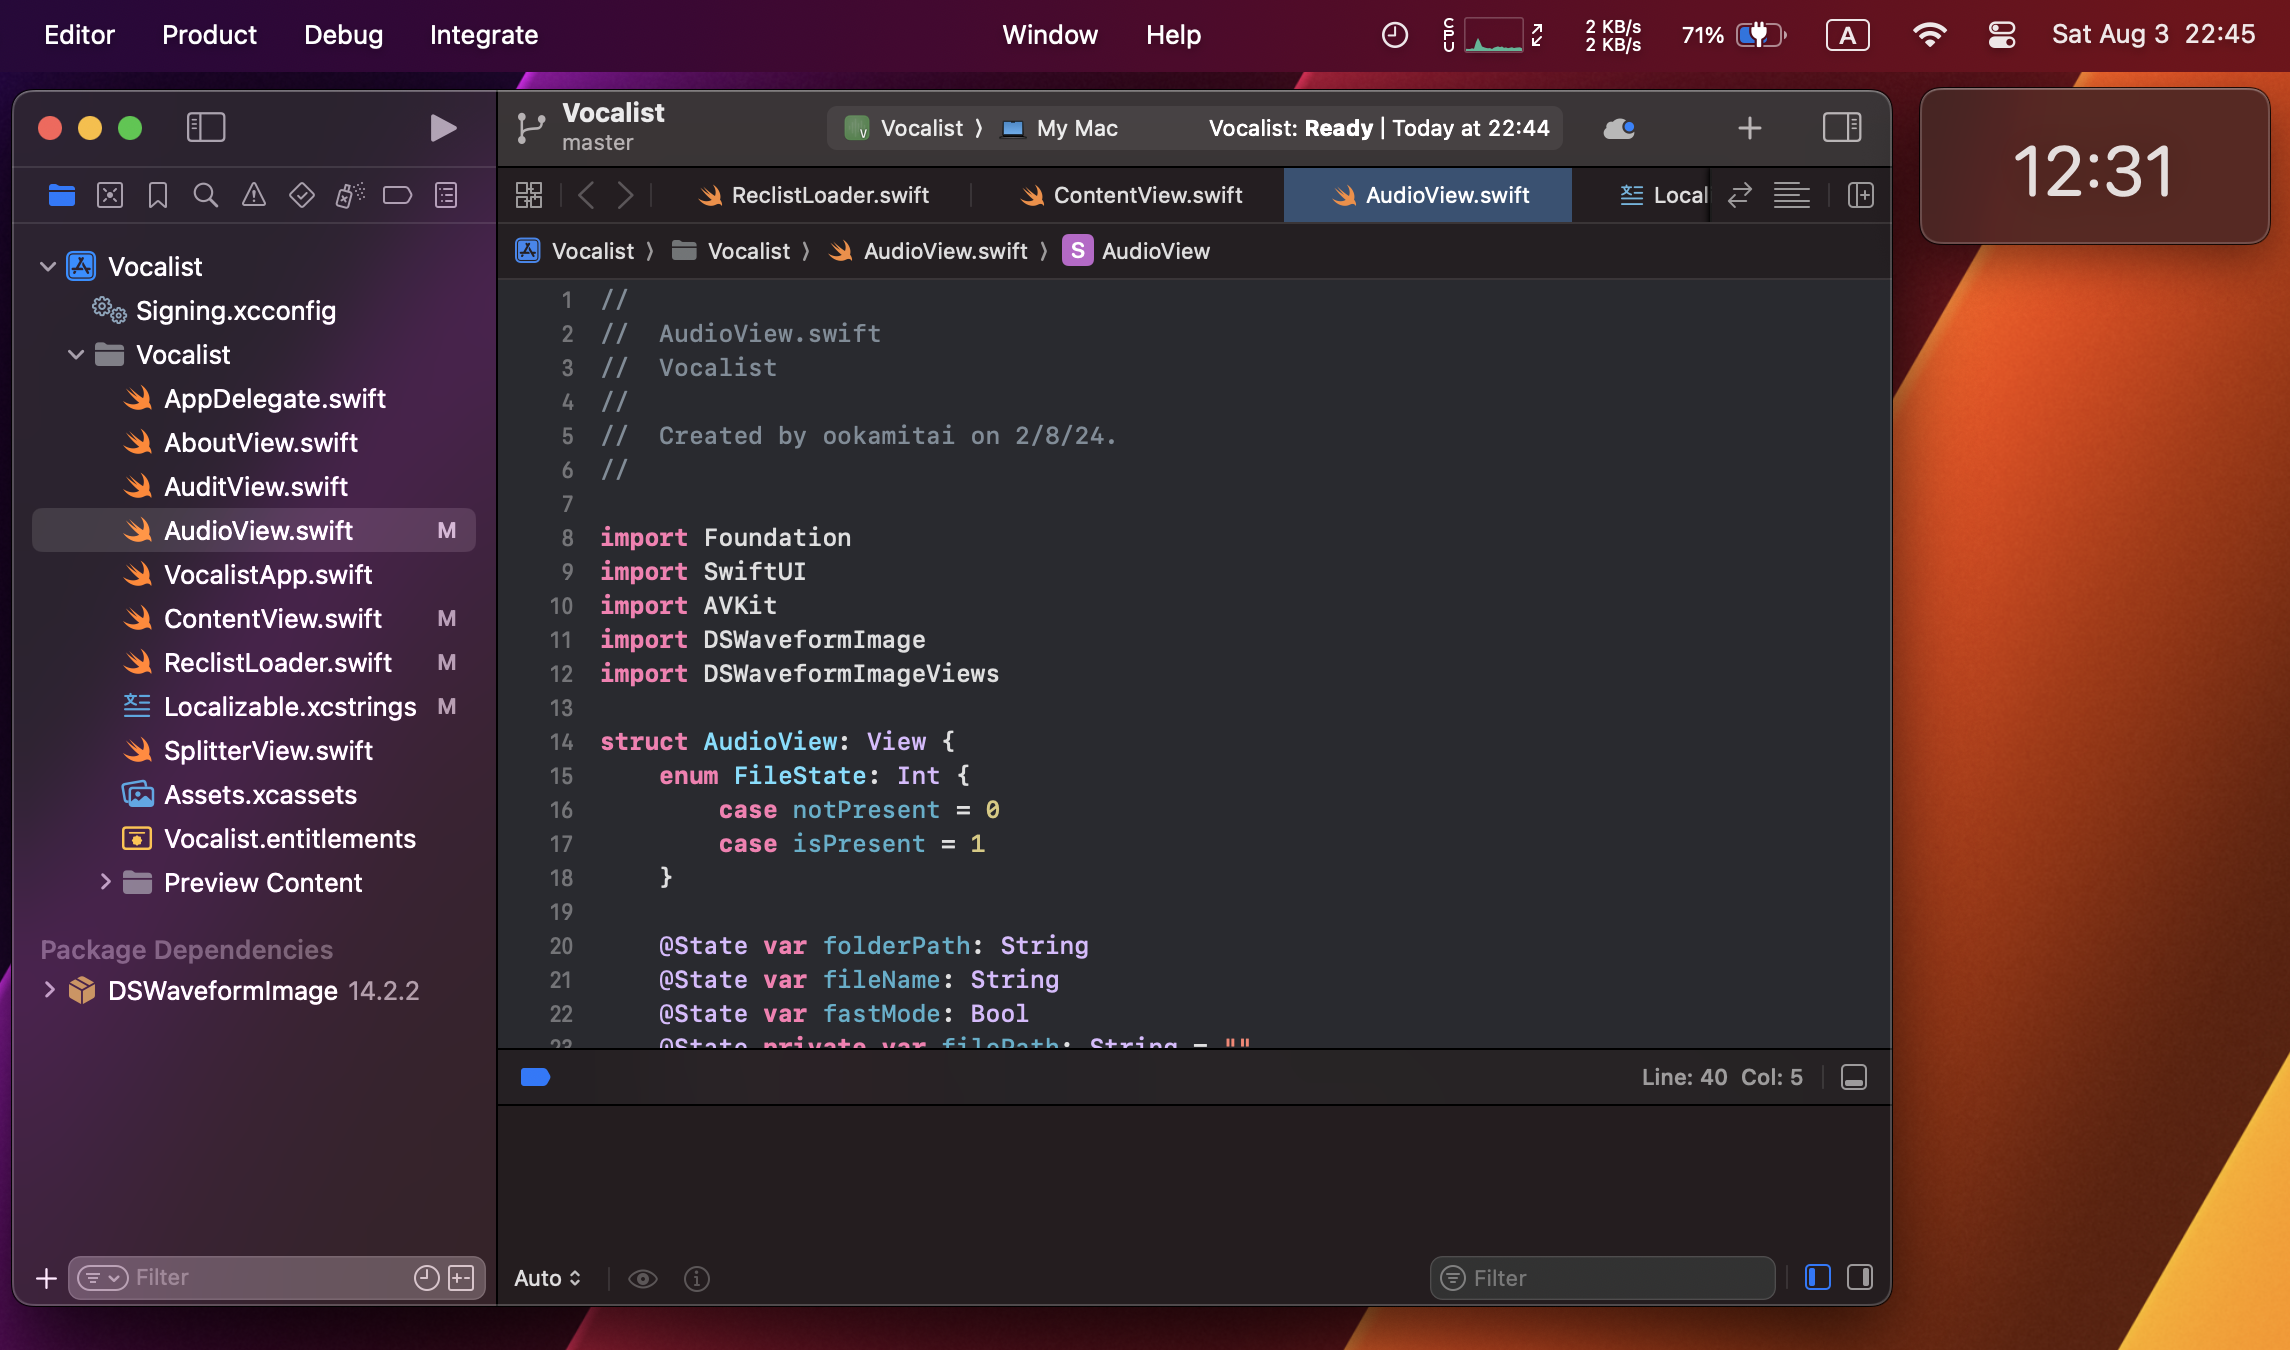 Editor Product Debug Integrate Window Help CPU 2 KB/s 2 KB/s 71% A Sat Aug 3 22:45
Vocalist
master
Vocalist 〉 My Mac
Vocalist: Ready | Today at 22:44
12:31
ReclistLoader.swift ContentView.swift AudioView.swift Local
Vocalist 〉 Vocalist 〉 AudioView.swift 〉 S AudioView
Vocalist
Signing.xcconfig
Vocalist
AppDelegate.swift
AboutView.swift
AuditView.swift
AudioView.swift M
VocalistApp.swift
ContentView.swift M
ReclistLoader.swift M
Localizable.xcstrings M
SplitterView.swift
Assets.xcassets
Vocalist.entitlements
Preview Content
Package Dependencies
DSWaveformImage 14.2.2
Filter
1 //
2 //  AudioView.swift
3 //  Vocalist
4 //
5 //  Created by ookamitai on 2/8/24.
6 //
7
8 import Foundation
9 import SwiftUI
10 import AVKit
11 import DSWaveformImage
12 import DSWaveformImageViews
13
14 struct AudioView: View {
15     enum FileState: Int {
16         case notPresent = 0
17         case isPresent = 1
18     }
19
20     @State var folderPath: String
21     @State var fileName: String
22     @State var fastMode: Bool
23     @State private var filePath: String = ""
Line: 40 Col: 5
Auto
Filter